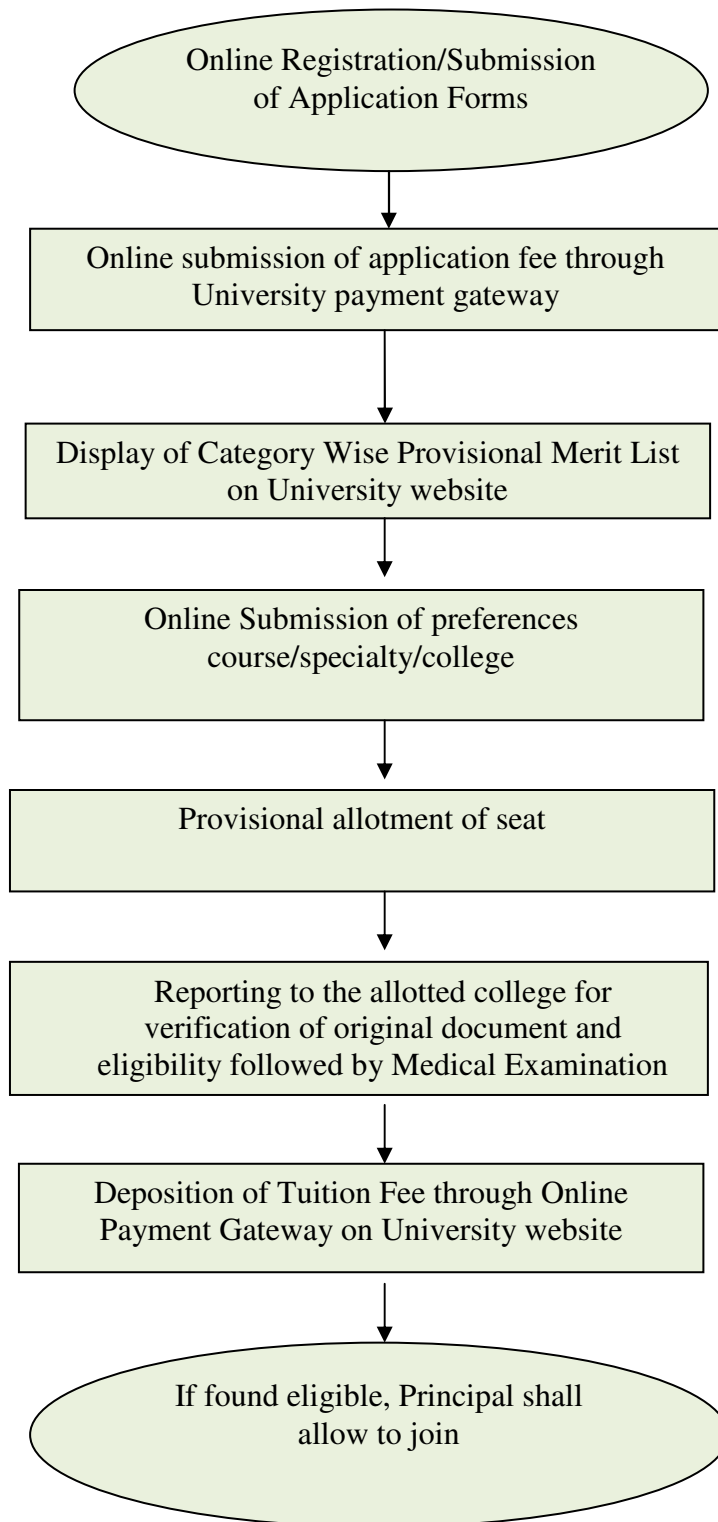 Online Registration/Submission
of Application Forms
Online submission of application fee through
University payment gateway
Display of Category Wise Provisional Merit List
on University website
Online Submission of preferences
course/specialty/college
Provisional allotment of seat
Reporting to the allotted college for
verification of original document and
eligibility followed by Medical Examination
Deposition of Tuition Fee through Online
Payment Gateway on University website
If found eligible, Principal shall
allow to join